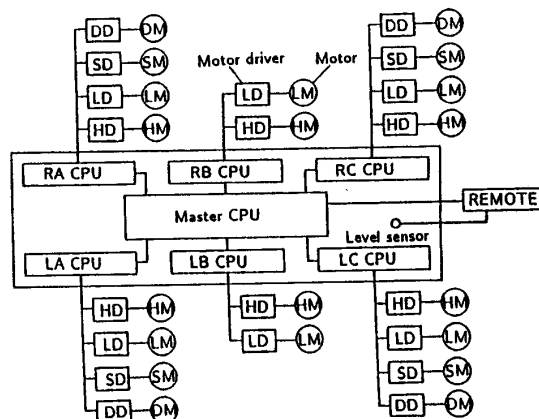 DD DM DD DM
SD SM Motor driver Motor SD SM
LD LM LD LM LD LM
HD HM HD HM HD HM
RA CPU RB CPU RC CPU
REMOTE
Master CPU
Level sensor
LA CPU LB CPU LC CPU
HD HM HD HM HD HM
LD LM LD LM LD LM
SD SM SD SM
DD DM DD DM